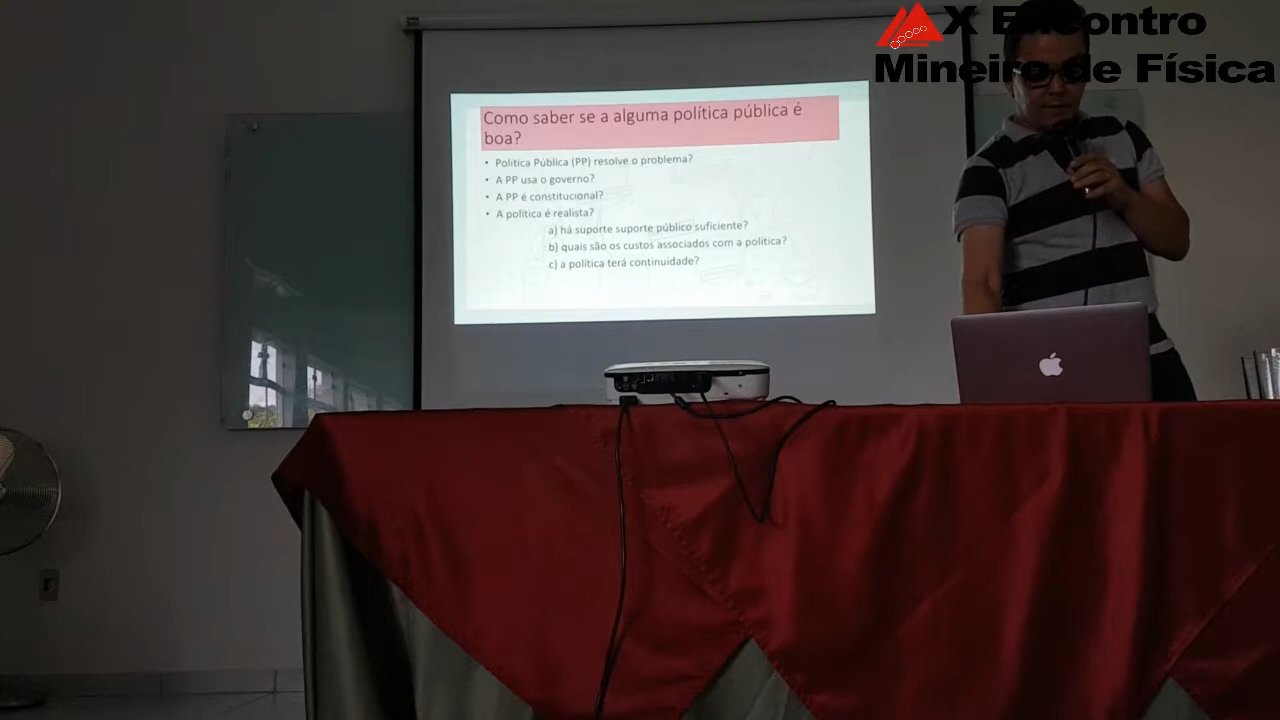 X Encontro
Mineiro de Física
Como saber se a alguma política pública é
boa?
• Política Pública (PP) resolve o problema?
• A PP usa o governo?
• A PP é constitucional?
• A política é realista?
a) há suporte suporte público suficiente?
b) quais são os custos associados com a política?
c) a política terá continuidade?